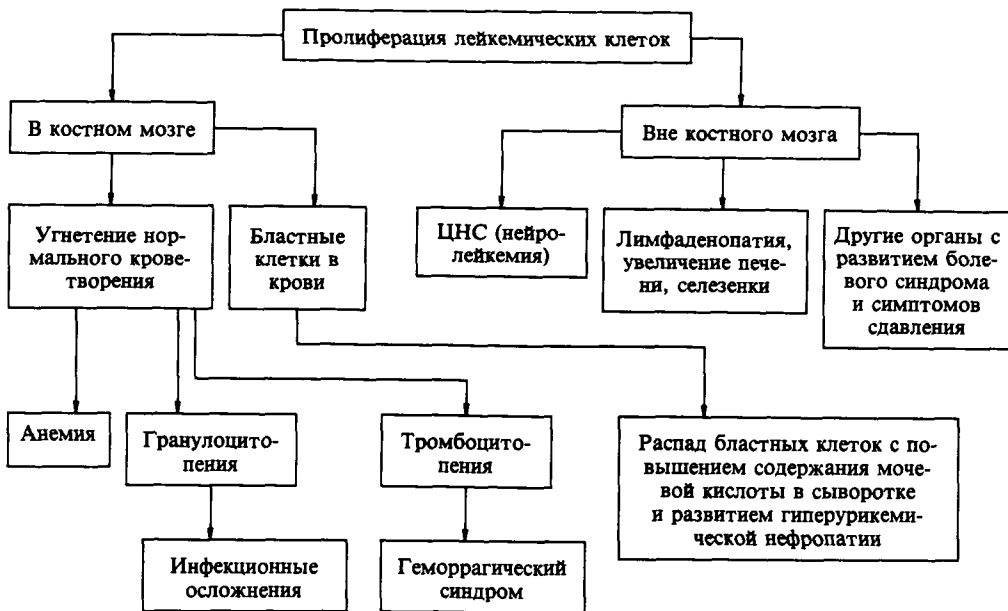 Пролиферация лейкемических клеток
В костном мозге
Вне костного мозга
Угнетение нор-
мального крове-
творения
Бластные
клетки в
крови
ЦНС (нейро-
лейкемия)
Лимфаденопатия,
увеличение пече-
ни, селезенки
Другие органы с
развитием боле-
вого синдрома
и симптомов
сдавления
Анемия
Гранулоцито-
пения
Тромбоцито-
пения
Распад бластных клеток с по-
вышением содержания моче-
вой кислоты в сыворотке
и развитием гиперурикеми-
ческой нефропатии
Инфекционные
осложнения
Геморрагический
синдром